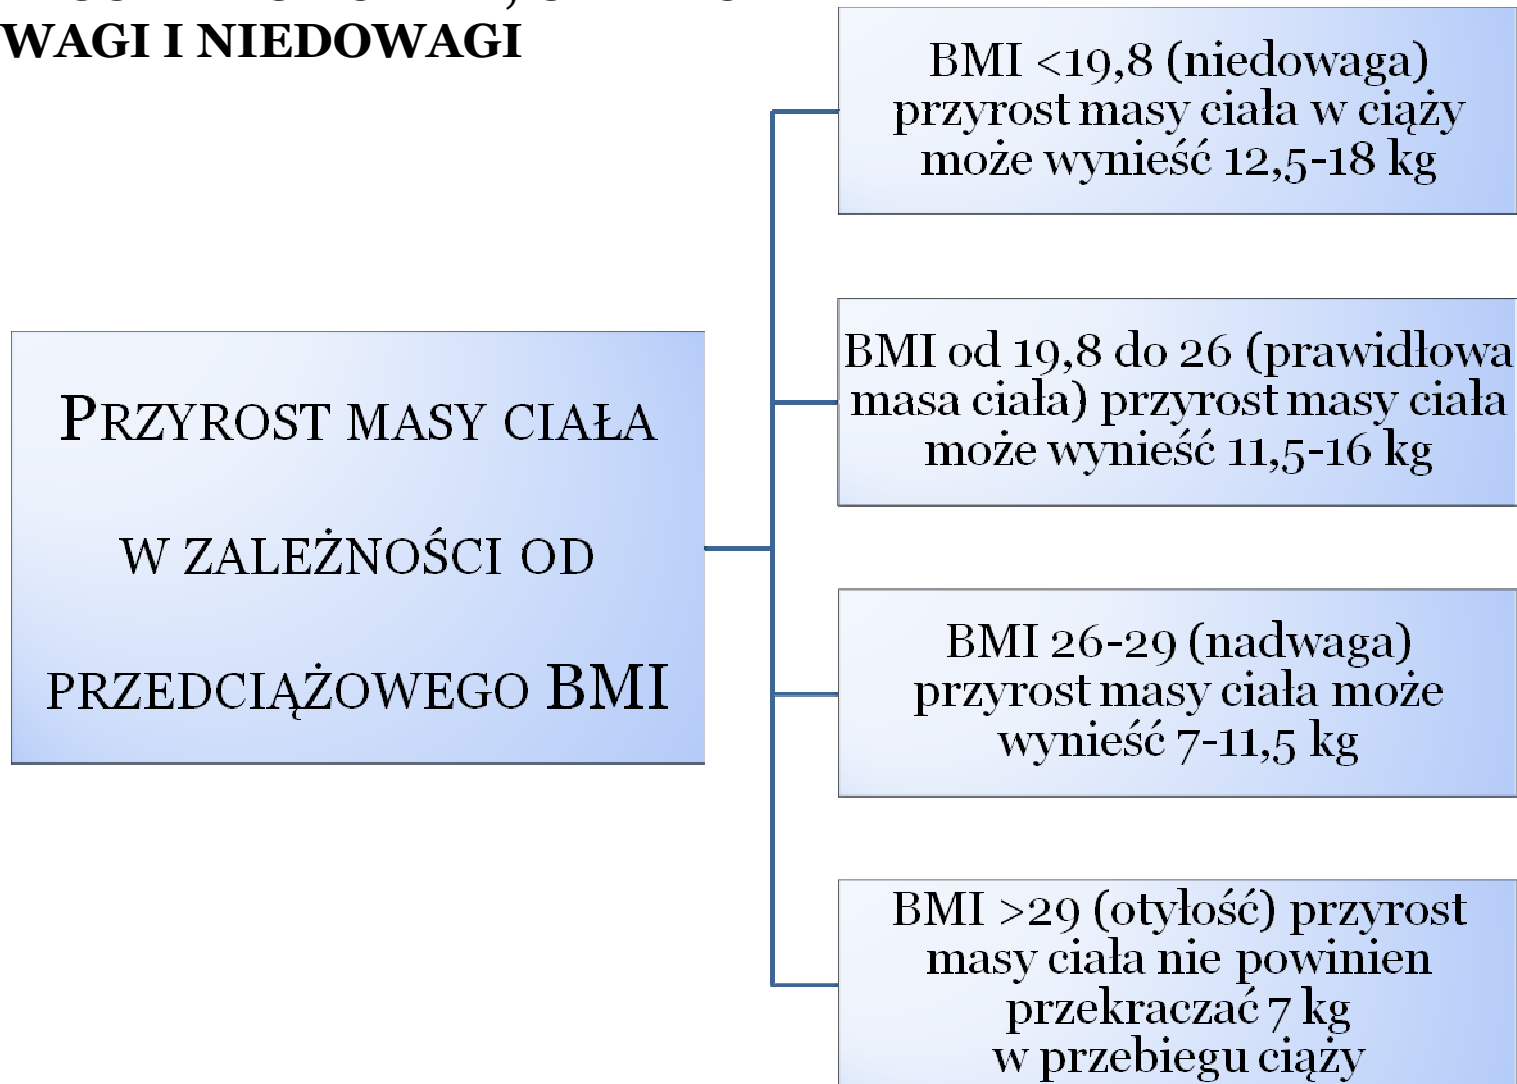 WAGI I NIEDOWAGI
BMI <19,8 (niedowaga)
przyrost masy ciała w ciąży
może wynieść 12,5-18 kg
BMI od 19,8 do 26 (prawidłowa
masa ciała) przyrost masy ciała
może wynieść 11,5-16 kg
PRZYROST MASY CIAŁA
W ZALEŻNOŚCI OD
PRZEDCIĄŻOWEGO BMI
BMI 26-29 (nadwaga)
przyrost masy ciała może
wynieść 7-11,5 kg
BMI >29 (otyłość) przyrost
masy ciała nie powinien
przekraczać 7 kg
w przebiegu ciąży